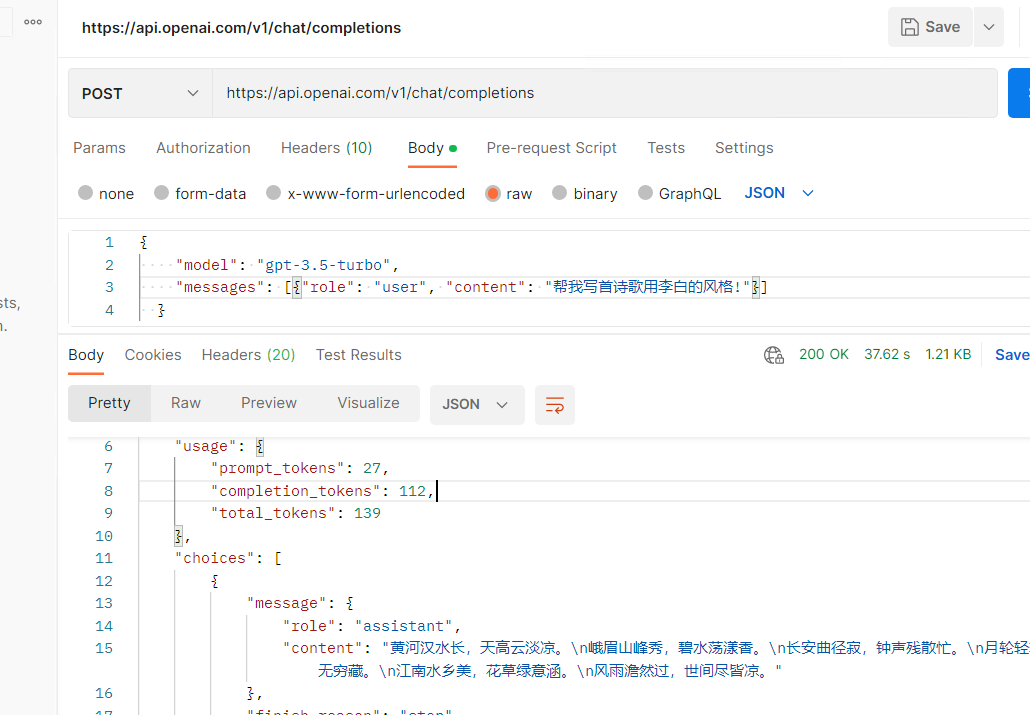 https://api.openai.com/v1/chat/completions
Save
POST
https://api.openai.com/v1/chat/completions
Params Authorization Headers (10) Body Pre-request Script Tests Settings
none form-data x-www-form-urlencoded raw binary GraphQL JSON
1 {
2 "model": "gpt-3.5-turbo",
3 "messages": [{"role": "user", "content": "帮我写首诗歌用李白的风格!"}]
4 }
Body Cookies Headers (20) Test Results 200 OK 37.62 s 1.21 KB Save
Pretty Raw Preview Visualize JSON
6 "usage": {
7 "prompt_tokens": 27,
8 "completion_tokens": 112,
9 "total_tokens": 139
10 },
11 "choices": [
12 {
13 "message": {
14 "role": "assistant",
15 "content": "黄河汉水长，天高云淡凉。\n峨眉山峰秀，碧水荡漾香。\n长安曲径寂，钟声残散忙。\n月轮轻
无穷藏。\n江南水乡美，花草绿意涵。\n风雨澹然过，世间尽皆凉。"
16 },
17 "finish_reason": "stop"